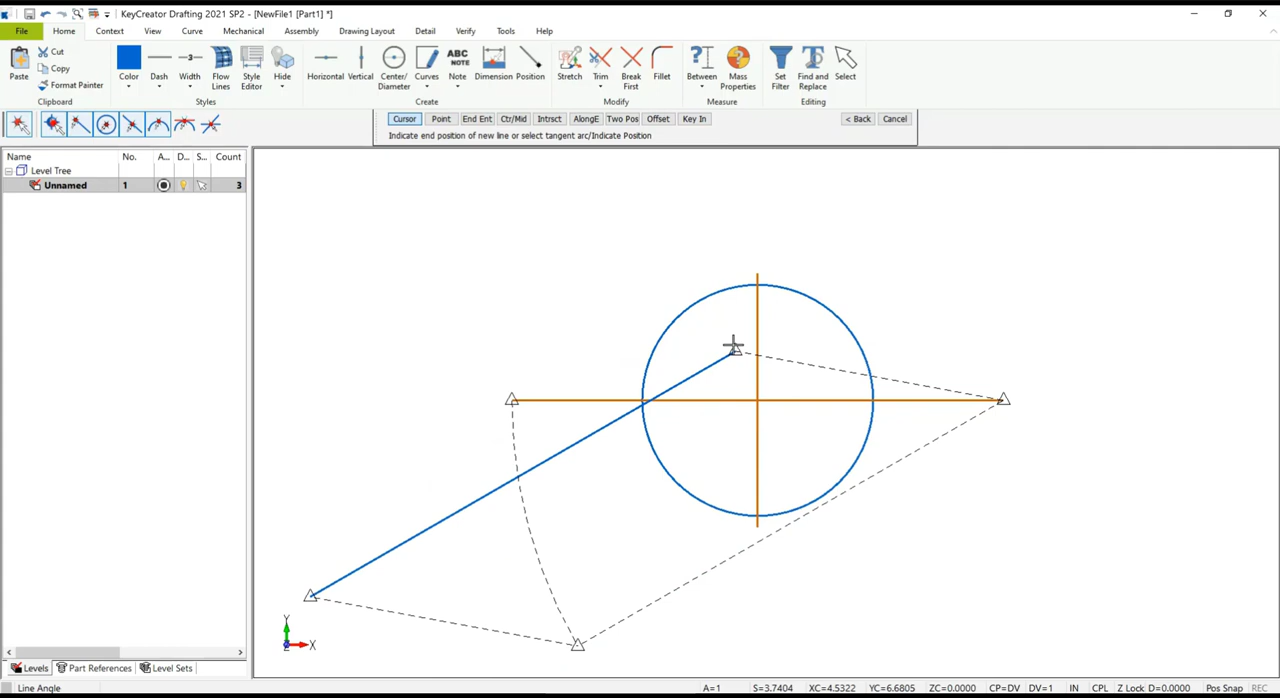 KeyCreator Drafting 2021 SP2 - [NewFile1 [Part1] *]
File Home Context View Curve Mechanical Assembly Drawing Layout Detail Verify Tools Help
Paste Cut Copy Format Painter
Color Dash Width Flow Lines Style Editor Hide
Horizontal Vertical Center/ Diameter Curves ABC NOTE Note Dimension Position
Stretch Trim Break First Fillet
Between Mass Properties
Set Filter Find and Replace Select
Clipboard Styles Create Modify Measure Editing
Cursor Point End Ent Ctr/Mid Intrsct AlongE Two Pos Offset Key In < Back Cancel
Indicate end position of new line or select tangent arc/Indicate Position
Name No. A... D... S... Count
Level Tree
Unnamed 1 3
Y
Z X
Levels Part References Level Sets
Line Angle A=1 S=3.7404 XC=4.5322 YC=6.6805 ZC=0.0000 CP=DV DV=1 IN CPL Z Lock D=0.0000 Pos Snap REC